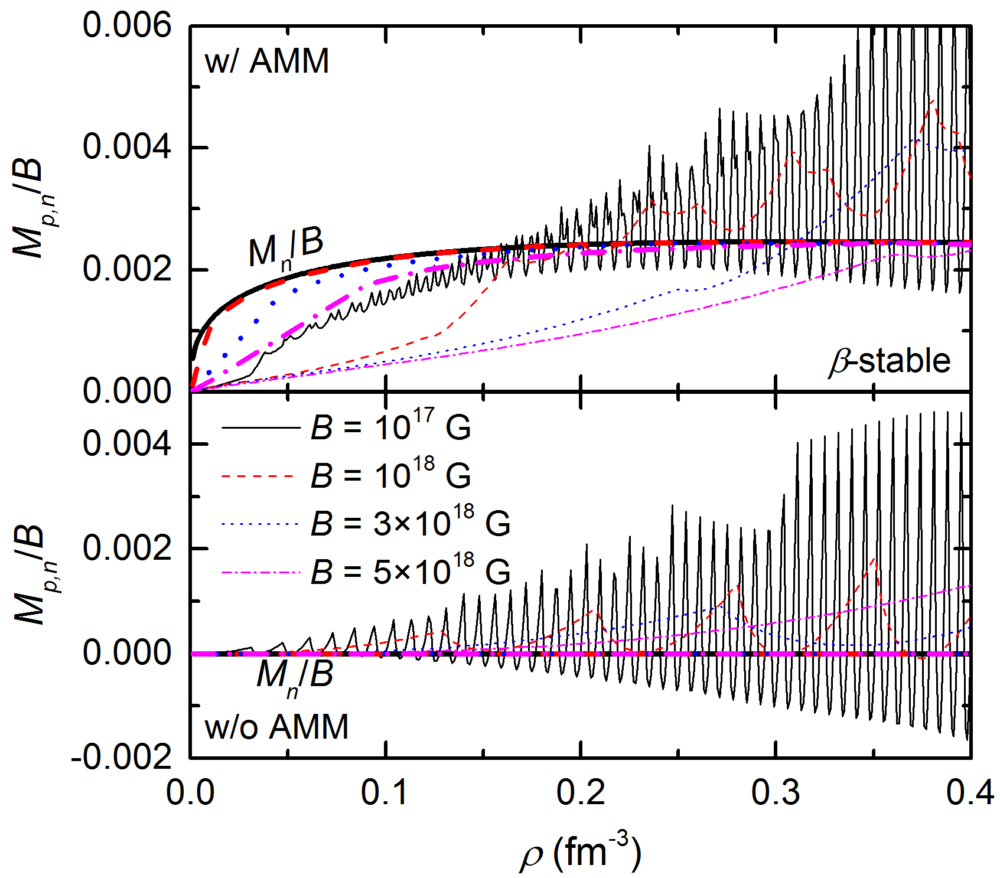 0.006
w/ AMM
0.004
M_{p,n}/B
M_n/B
0.002
β-stable
0.000
B = 10^{17} G
0.004
B = 10^{18} G
B = 3×10^{18} G
0.002
M_{p,n}/B
B = 5×10^{18} G
0.000
M_n/B
w/o AMM
-0.002
0.0 0.1 0.2 0.3 0.4
ρ (fm^{-3})